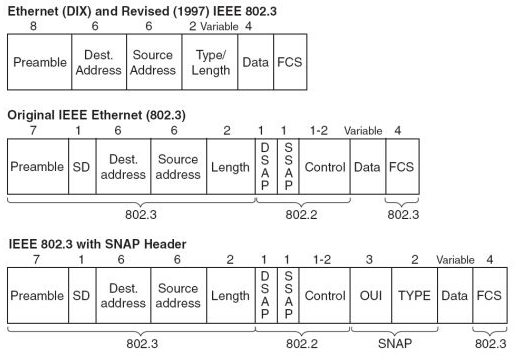 Ethernet (DIX) and Revised (1997) IEEE 802.3
8 6 6 2 Variable 4
Preamble Dest. Address Source Address Type/ Length Data FCS
Original IEEE Ethernet (802.3)
7 1 6 6 2 1 1 1-2 Variable 4
Preamble SD Dest. address Source address Length DSAP SSAP Control Data FCS
802.3 802.2 802.3
IEEE 802.3 with SNAP Header
7 1 6 6 2 1 1 1-2 3 2 Variable 4
Preamble SD Dest. address Source address Length DSAP SSAP Control OUI TYPE Data FCS
802.3 802.2 SNAP 802.3